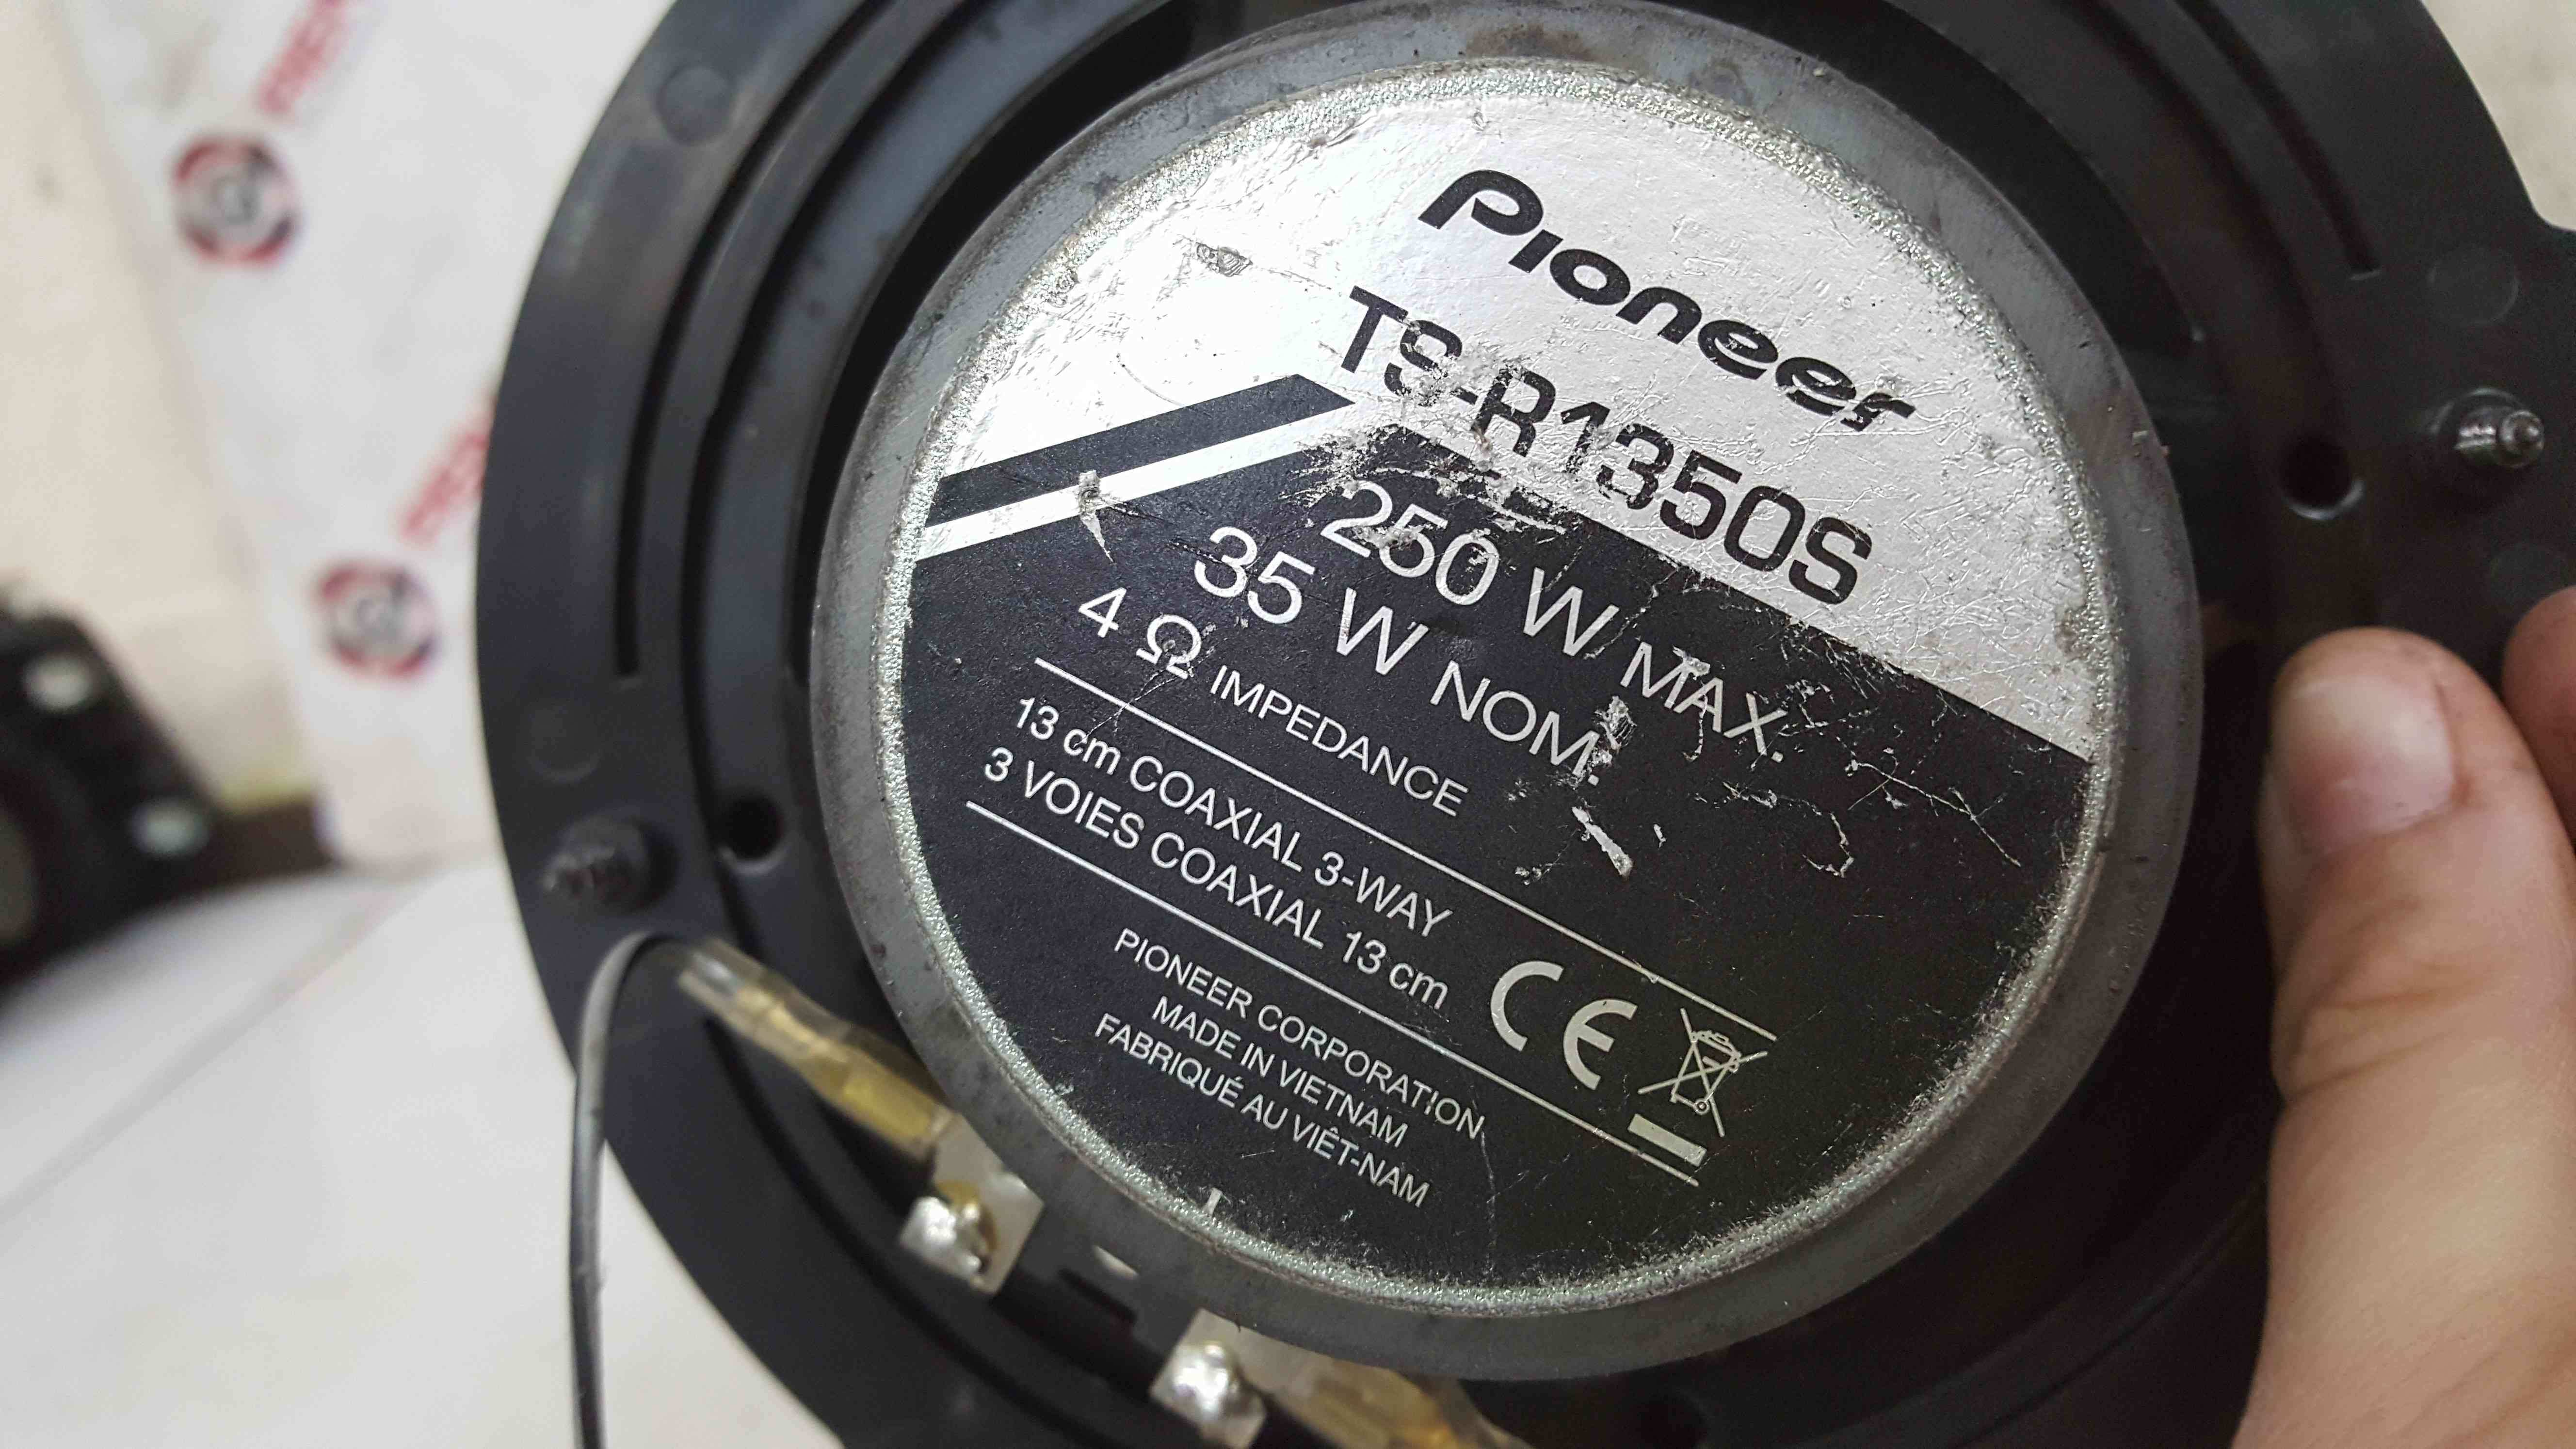 Pioneer
TS-R1350S
250 W MAX.
35 W NOM.
4 Ω IMPEDANCE
13 cm COAXIAL 3-WAY
3 VOIES COAXIAL 13 cm
CE
PIONEER CORPORATION
MADE IN VIETNAM
FABRIQUÉ AU VIÊT-NAM